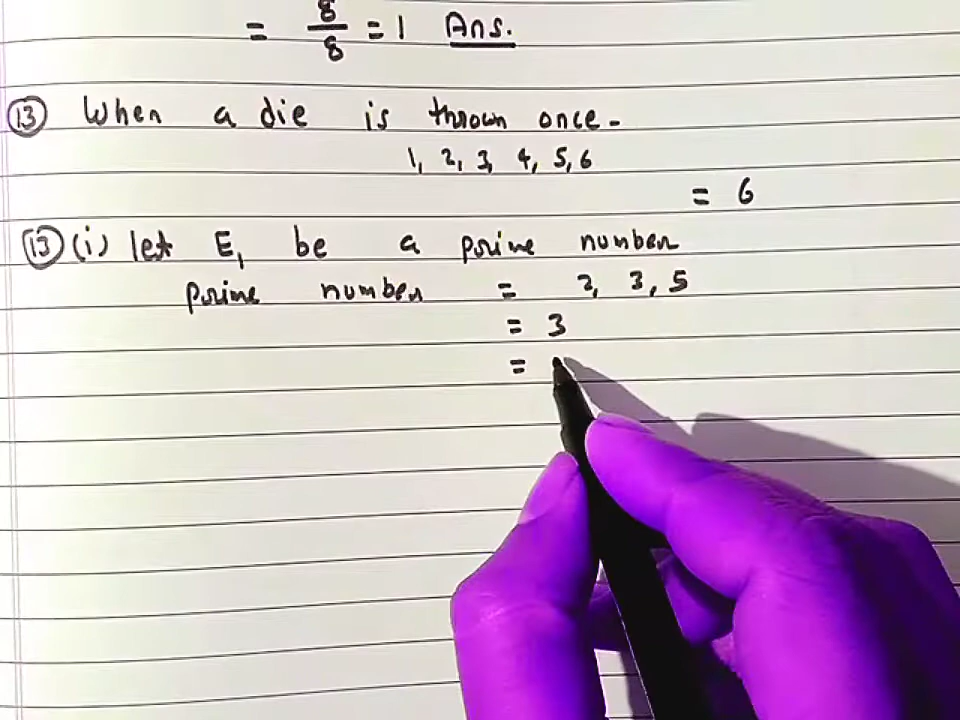 = 8/8 = 1 Ans.
(13) When a die is thrown once.
1, 2, 3, 4, 5, 6
= 6
(13) (i) let E1 be a prime number
prime number = 2, 3, 5
= 3
=